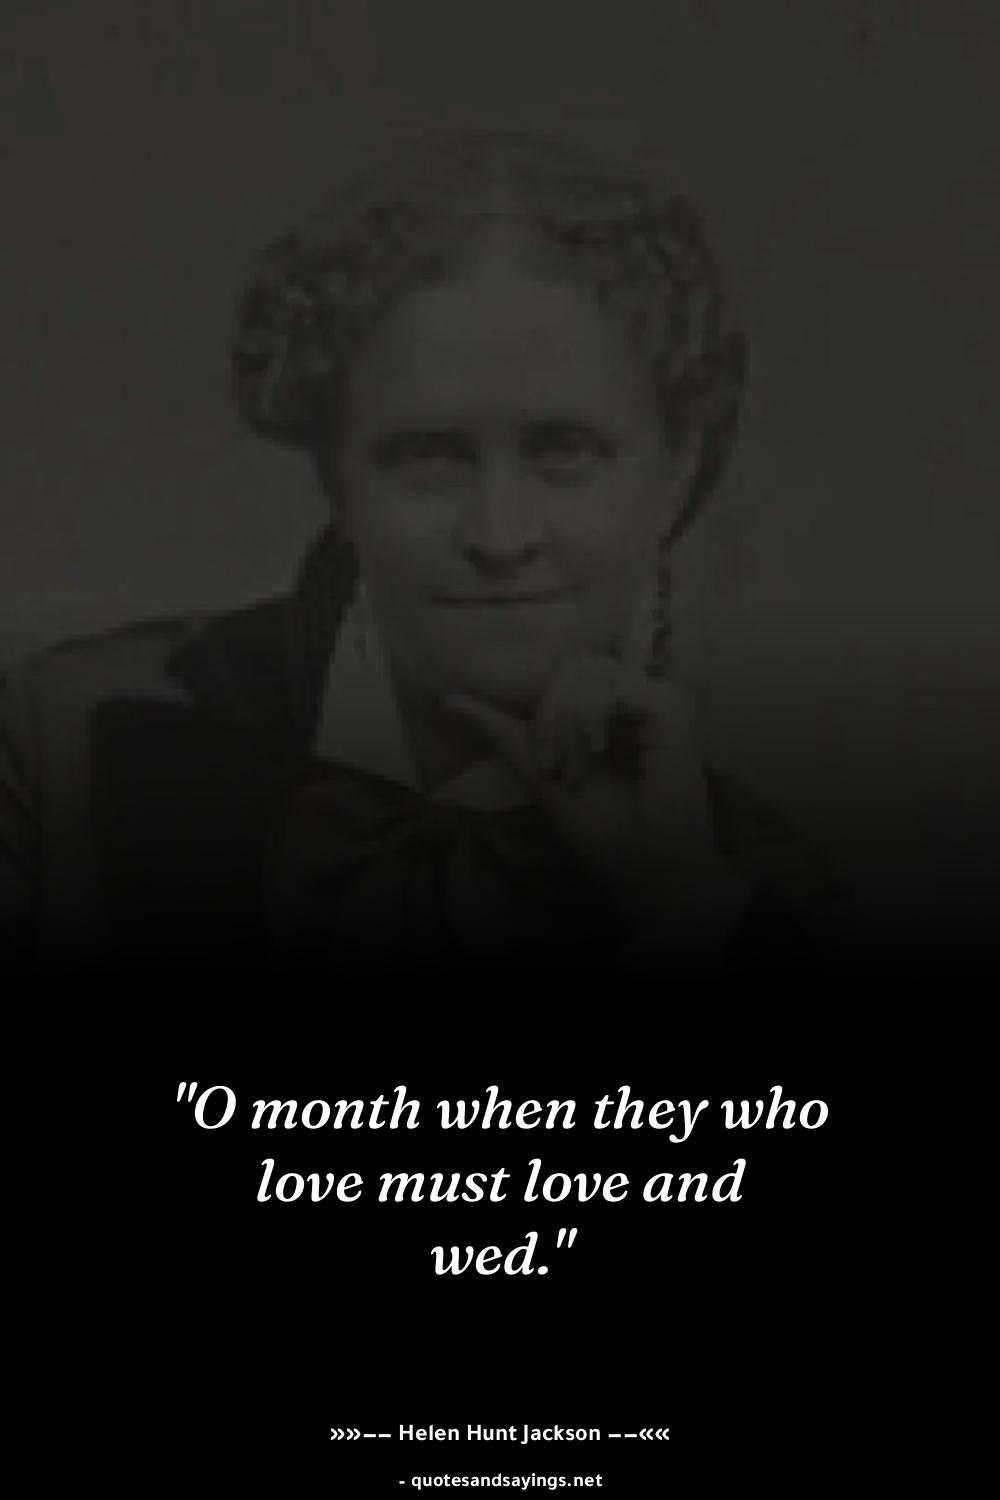 "O month when they who
love must love and
wed."
»»−− Helen Hunt Jackson −−««
- quotesandsayings.net